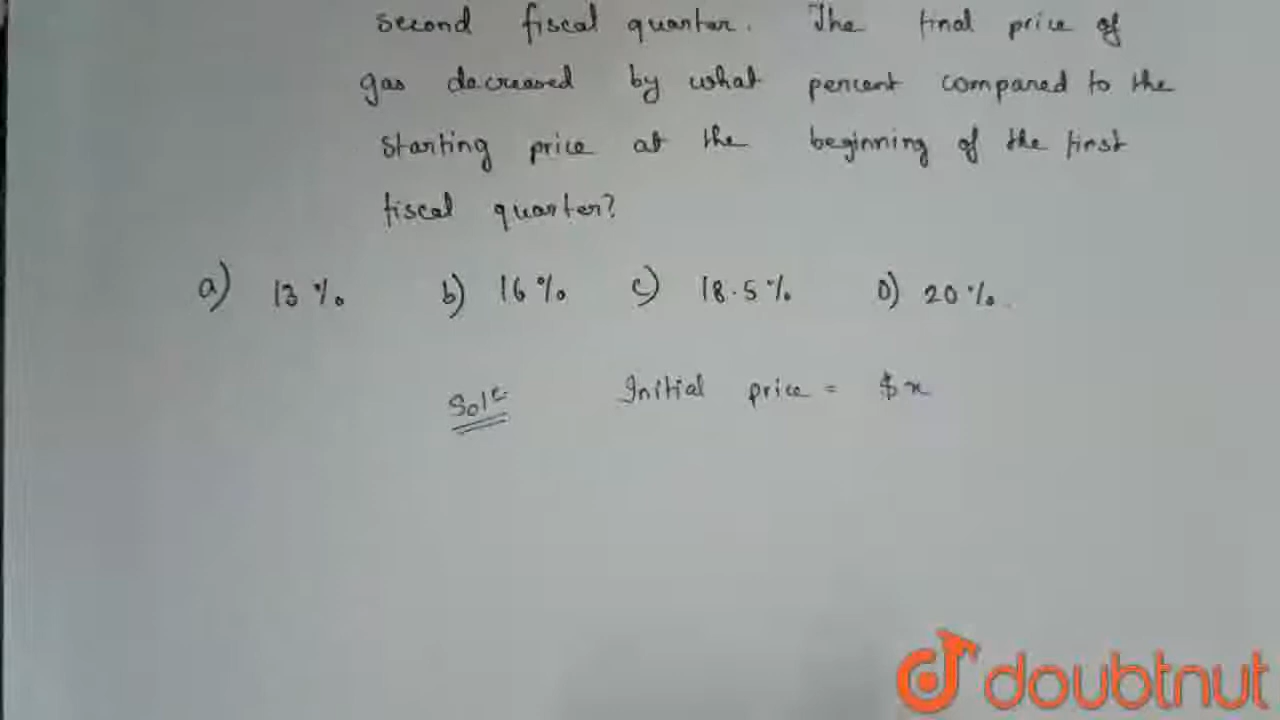 second fiscal quarter. The final price of
gas decreased by what percent compared to the
starting price at the beginning of the first
fiscal quarter?
a) 13% b) 16% c) 18.5% D) 20%.
Initial price = $x
doubtnut